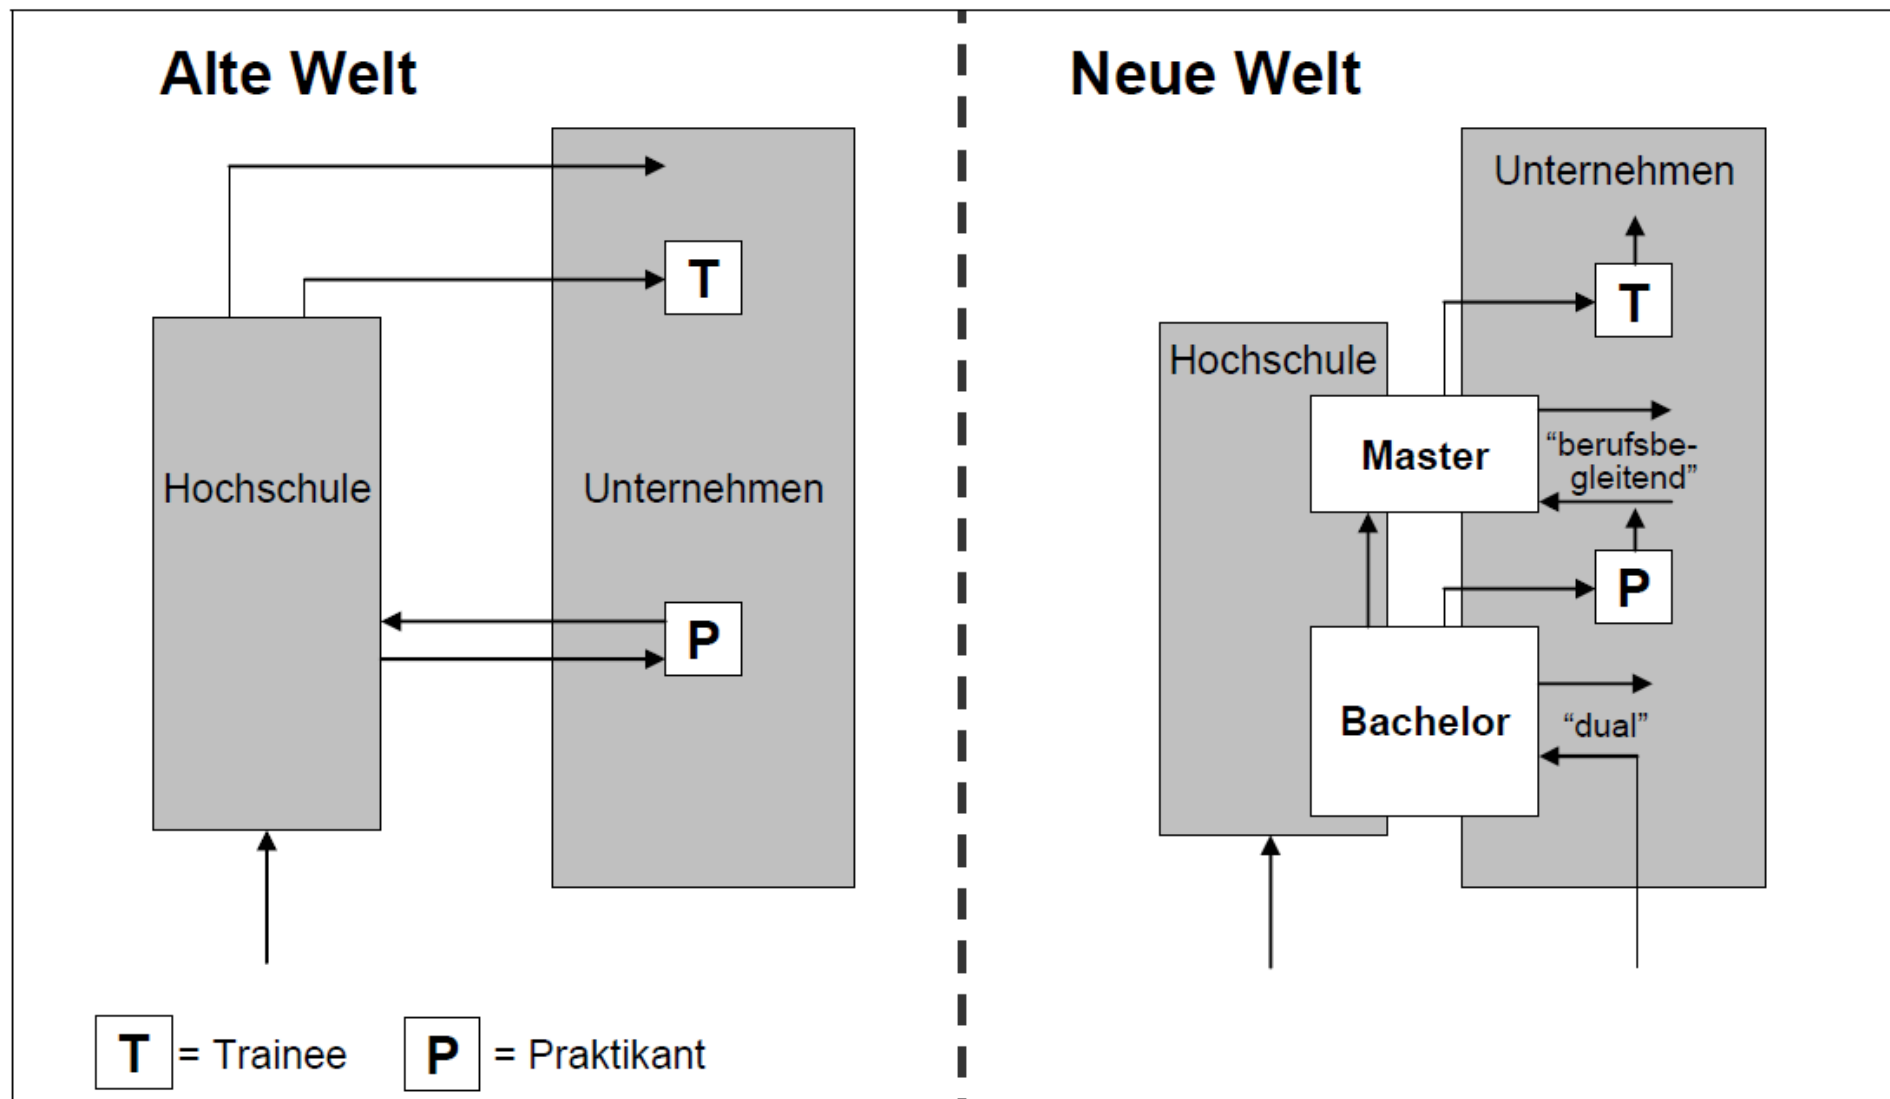 Alte Welt
T
Hochschule
Unternehmen
P
T = Trainee
P = Praktikant
Neue Welt
Unternehmen
T
Hochschule
Master
“berufsbe-
gleitend”
P
Bachelor
“dual”